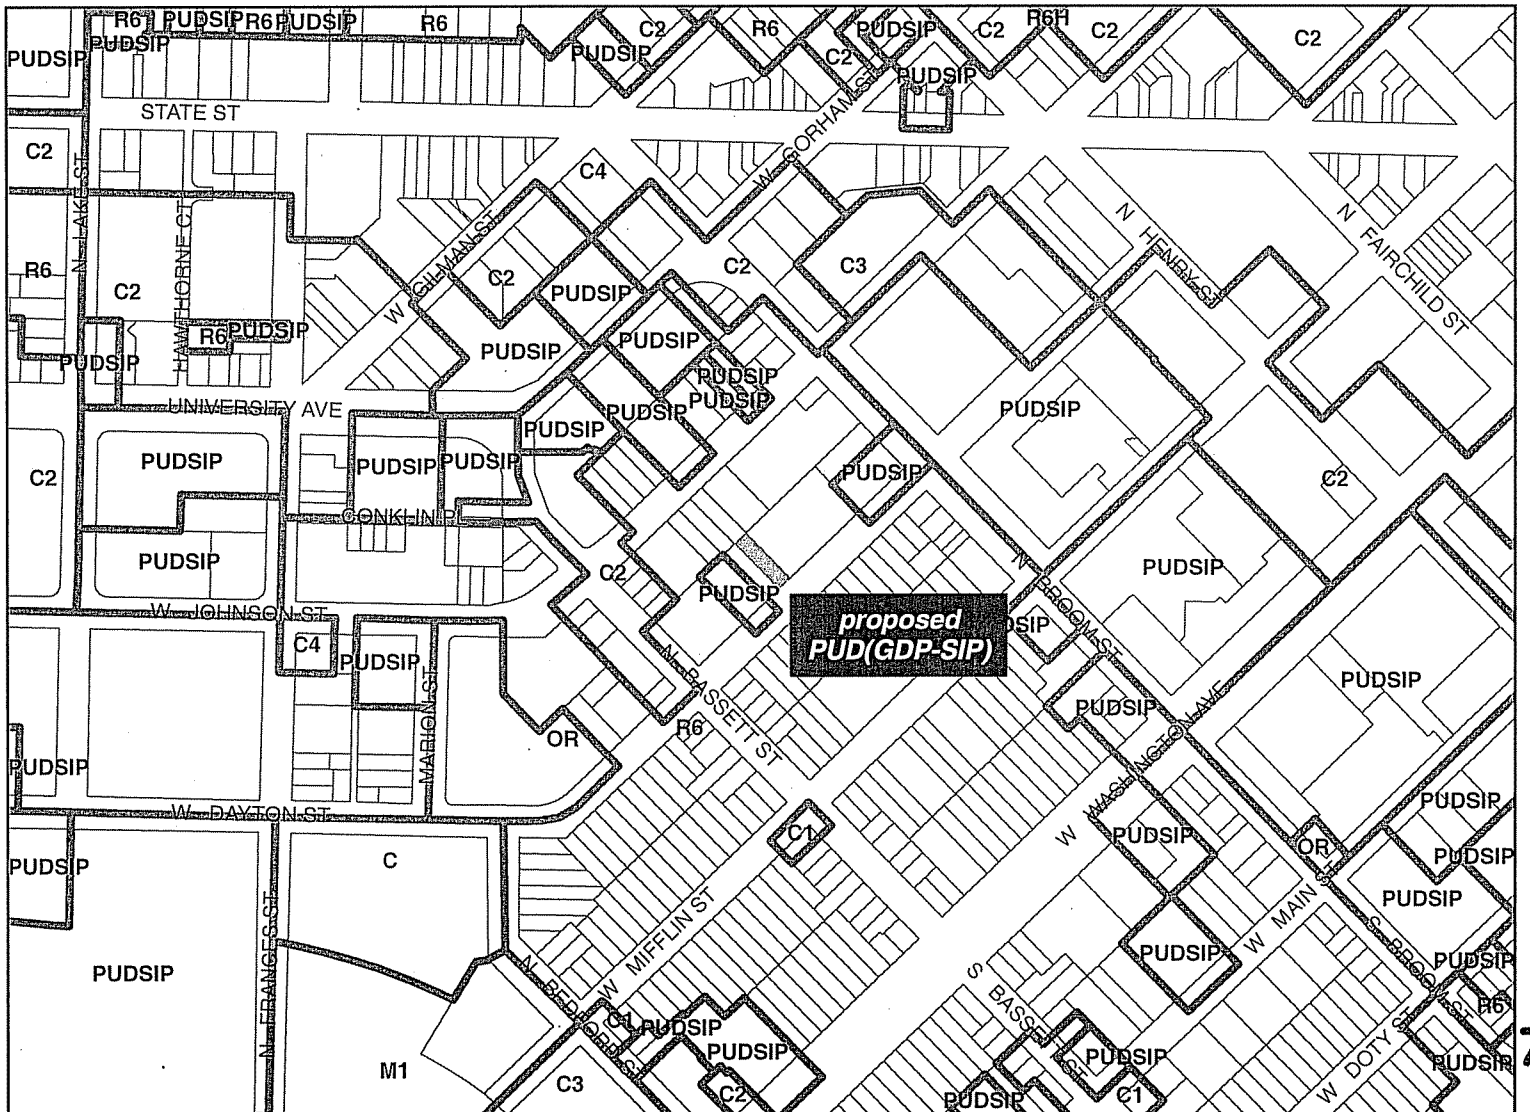 R6 PUDSIP R6 PUDSIP R6 C2 R6 PUDSIP C2 R6H C2 C2
PUDSIP PUDSIP PUDSIP C2 PUDSIP
STATE ST
W GORHAM ST
C2
N LAKE ST
C4
R6
C2
HAWTHORNE CT
R6 PUDSIP
PUDSIP
W GILMAN ST
C2
PUDSIP
PUDSIP
PUDSIP
C2
C3
N HENRY ST
N FAIRCHILD ST
PUDSIP
PUDSIP
PUDSIP
PUDSIP
UNIVERSITY AVE
PUDSIP
C2
PUDSIP
PUDSIP PUDSIP
PUDSIP
C2
CONKLIN PL
PUDSIP
C2
PUDSIP
PUDSIP
N BROOM ST
W JOHNSON ST
proposed
PUD(GDP-SIP)
C4
PUDSIP
MARION ST
N BASSETT ST
R6
OR
PUDSIP
PUDSIP
W WASHINGTON AVE
PUDSIP
W DAYTON ST
PUDSIP
C
C1
PUDSIP
OR
PUDSIP
PUDSIP
PUDSIP
N FRANCES ST
PUDSIP
W MIFFLIN ST
PUDSIP
W MAIN ST
S BROOM ST
PUDSIP
R6
N BEDFORD ST
C1
PUDSIP
PUDSIP
S BASSETT ST
PUDSIP
W DOTY ST
PUDSIP
M1
C3
C2
PUDSIP
C1